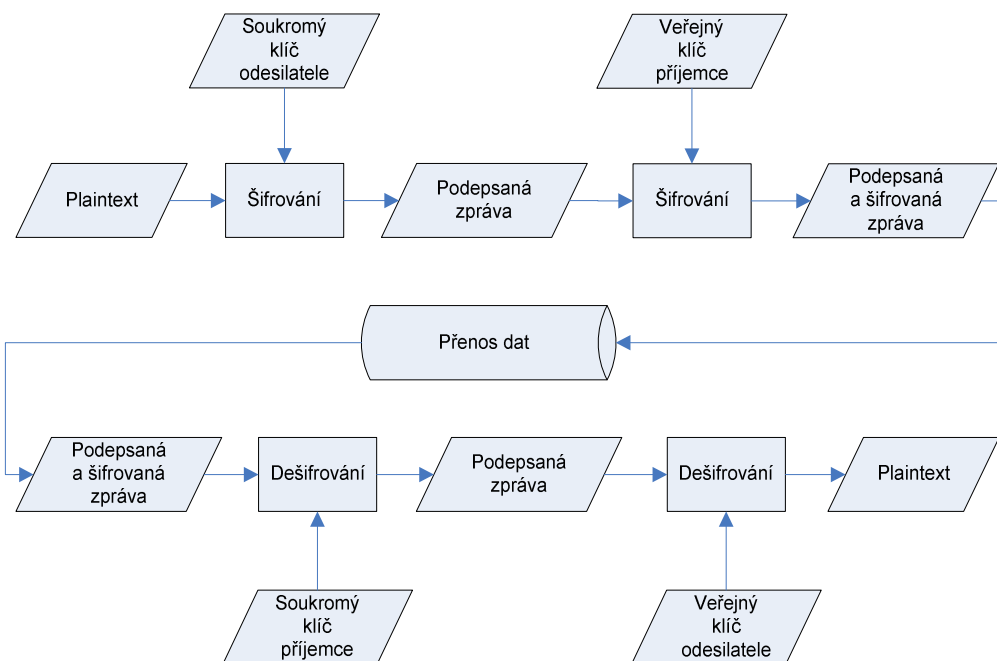 Soukromý
klíč
odesilatele
Veřejný
klíč
příjemce
Plaintext
Šifrování
Podepsaná
zpráva
Šifrování
Podepsaná
a šifrovaná
zpráva
Přenos dat
Podepsaná
a šifrovaná
zpráva
Dešifrování
Podepsaná
zpráva
Dešifrování
Plaintext
Soukromý
klíč
příjemce
Veřejný
klíč
odesilatele